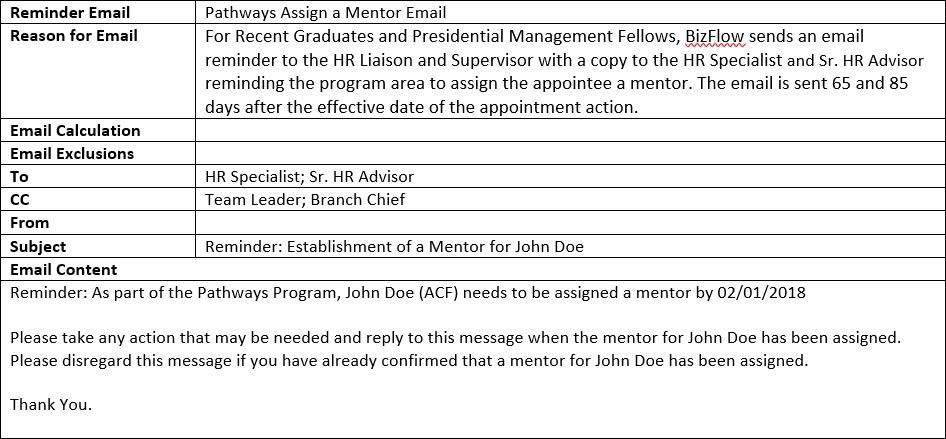 Reminder Email Pathways Assign a Mentor Email
Reason for Email For Recent Graduates and Presidential Management Fellows, BizFlow sends an email
reminder to the HR Liaison and Supervisor with a copy to the HR Specialist and Sr. HR Advisor
reminding the program area to assign the appointee a mentor. The email is sent 65 and 85
days after the effective date of the appointment action.
Email Calculation
Email Exclusions
To HR Specialist; Sr. HR Advisor
CC Team Leader; Branch Chief
From
Subject Reminder: Establishment of a Mentor for John Doe
Email Content
Reminder: As part of the Pathways Program, John Doe (ACF) needs to be assigned a mentor by 02/01/2018
Please take any action that may be needed and reply to this message when the mentor for John Doe has been assigned.
Please disregard this message if you have already confirmed that a mentor for John Doe has been assigned.
Thank You.